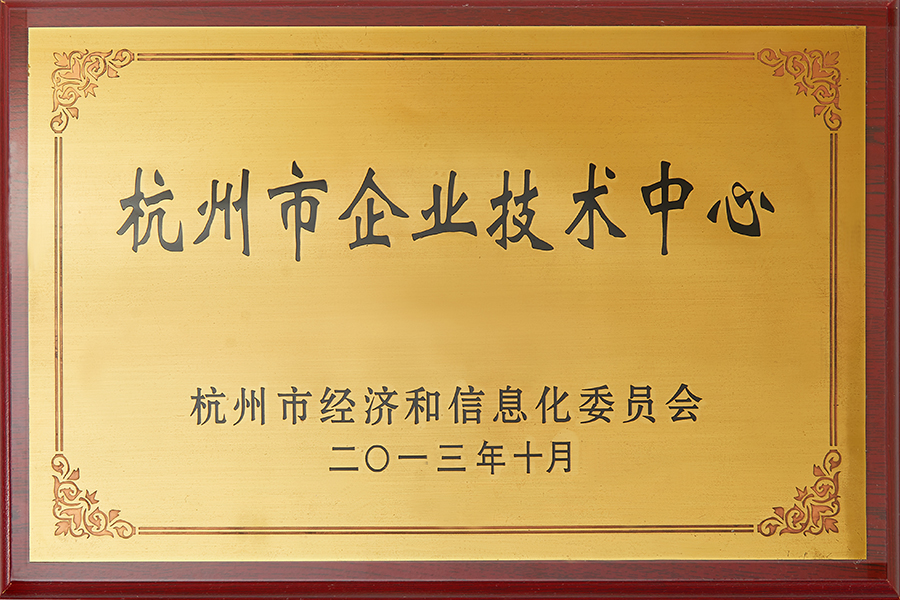 杭州市企业技术中心
杭州市经济和信息化委员会
二〇一三年十月